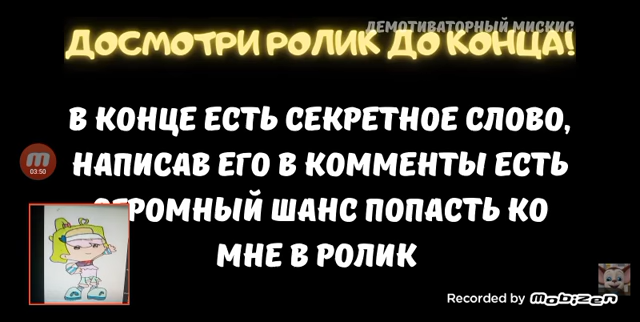 ДЕМОТИВАТОРНЫЙ МИСКИС
ДОСМОТРИ РОЛИК ДО КОНЦА!
В КОНЦЕ ЕСТЬ СЕКРЕТНОЕ СЛОВО,
НАПИСАВ ЕГО В КОММЕНТЫ ЕСТЬ
03:50
ОГРОМНЫЙ ШАНС ПОПАСТЬ КО
МНЕ В РОЛИК
Recorded by mobizen